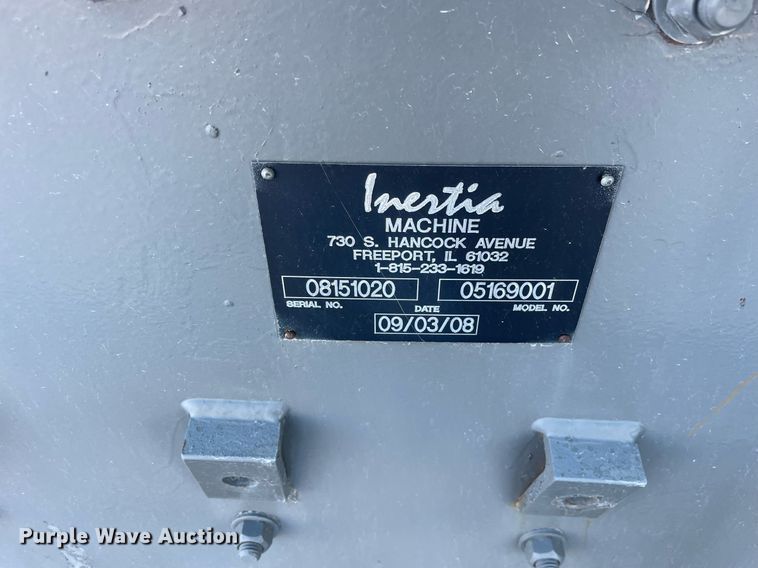 Inertia
MACHINE
730 S. HANCOCK AVENUE
FREEPORT, IL 61032
1-815-233-1619
08151020 05169001
SERIAL NO. DATE MODEL NO.
09/03/08
Purple Wave Auction®